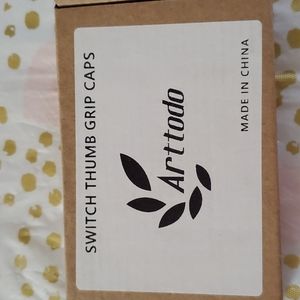 SWITCH THUMB GRIP CAPS
Arttodo
MADE IN CHINA